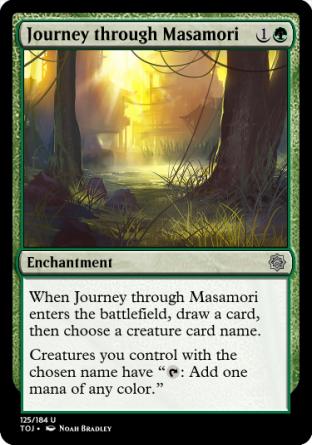 Journey through Masamori 1
Enchantment
When Journey through Masamori
enters the battlefield, draw a card,
then choose a creature card name.
Creatures you control with the
chosen name have “: Add one
mana of any color.”
125/184 U
TOJ • Noah Bradley